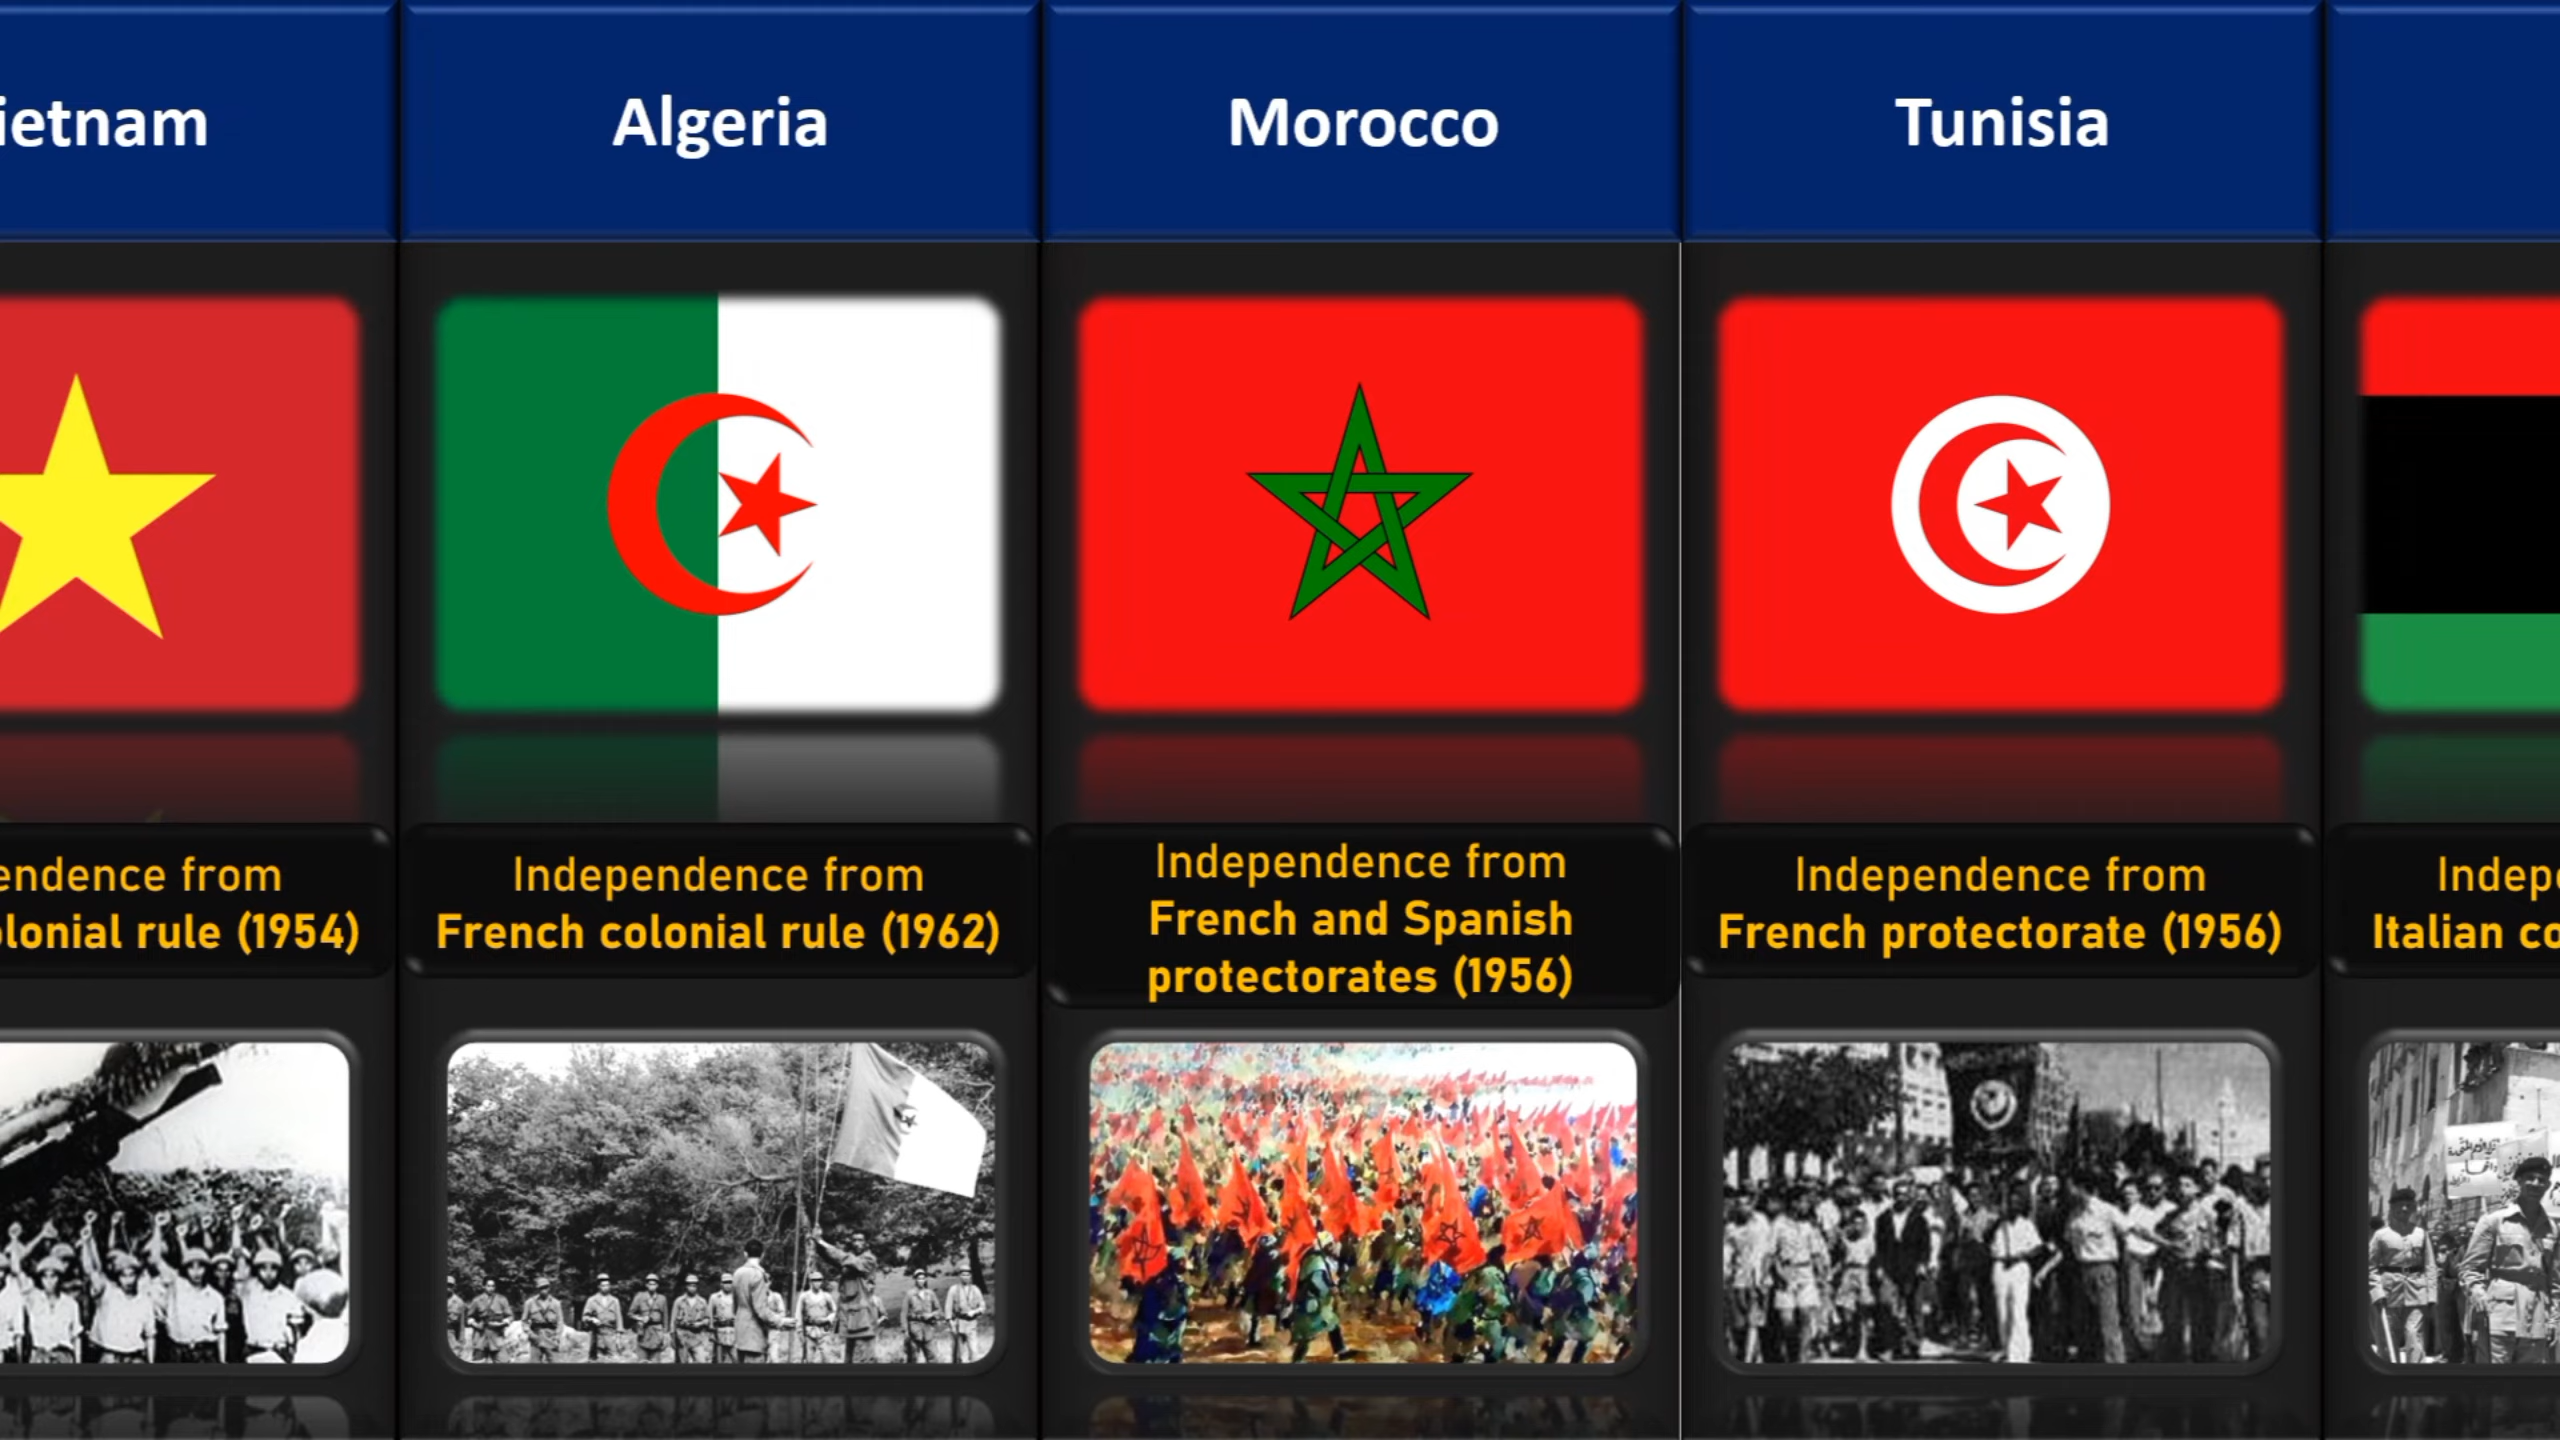 ietnam
Algeria
Morocco
Tunisia
endence from
olonial rule (1954)
Independence from
French colonial rule (1962)
Independence from
French and Spanish
protectorates (1956)
Independence from
French protectorate (1956)
Indep
Italian co